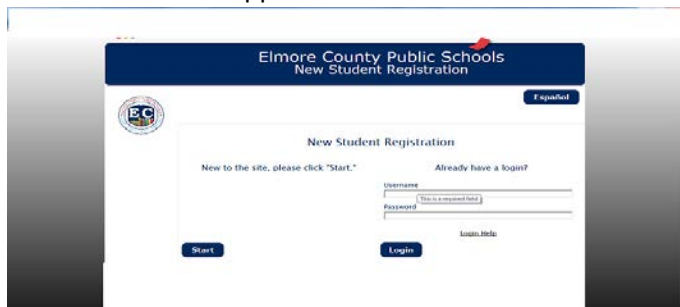 Elmore County Public Schools
New Student Registration
Español
EC
New Student Registration
New to the site, please click "Start."
Already have a login?
Username
This is a required field
Password
Login Help
Start
Login